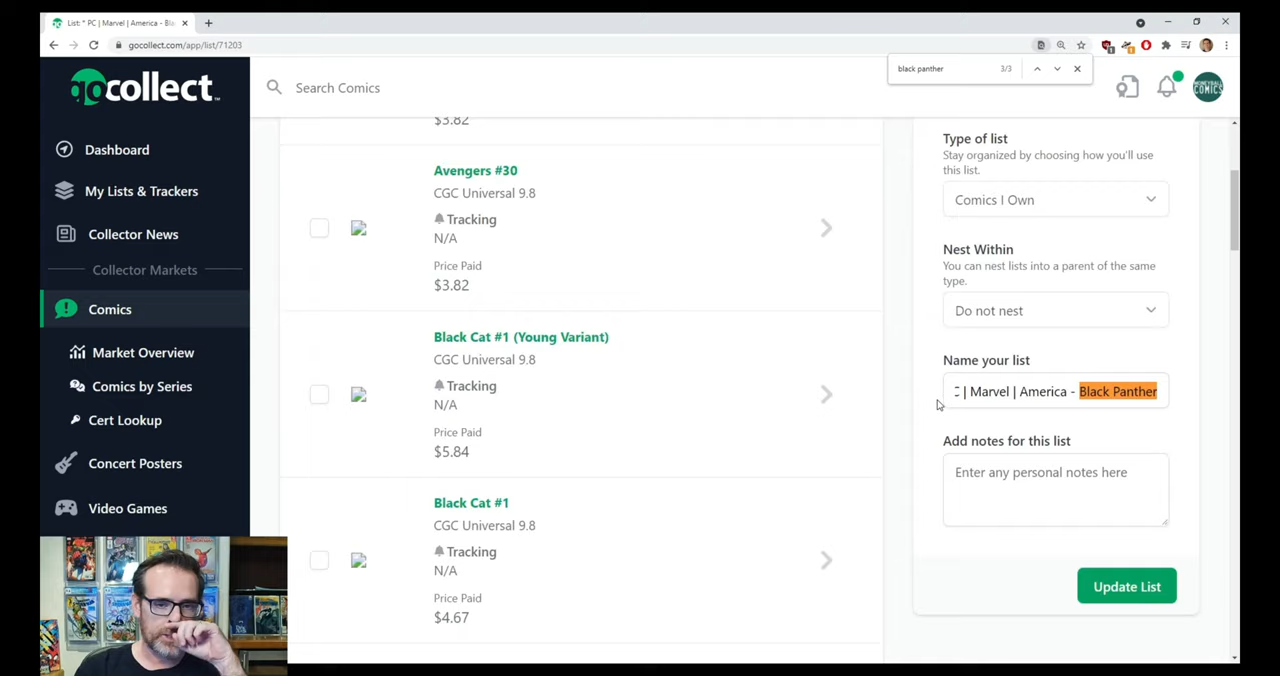 List: * PC | Marvel | America - Bla
gocollect.com/app/list/71203
black panther 3/3
gocollect.
Search Comics
MONEYBALL
COMICS
Dashboard
My Lists & Trackers
Collector News
Collector Markets
Comics
Market Overview
Comics by Series
Cert Lookup
Concert Posters
Video Games
$3.82
Avengers #30
CGC Universal 9.8
Tracking
N/A
Price Paid
$3.82
Black Cat #1 (Young Variant)
CGC Universal 9.8
Tracking
N/A
Price Paid
$5.84
Black Cat #1
CGC Universal 9.8
Tracking
N/A
Price Paid
$4.67
Type of list
Stay organized by choosing how you'll use
this list.
Comics I Own
Nest Within
You can nest lists into a parent of the same
type.
Do not nest
Name your list
C | Marvel | America - Black Panther
Add notes for this list
Enter any personal notes here
Update List